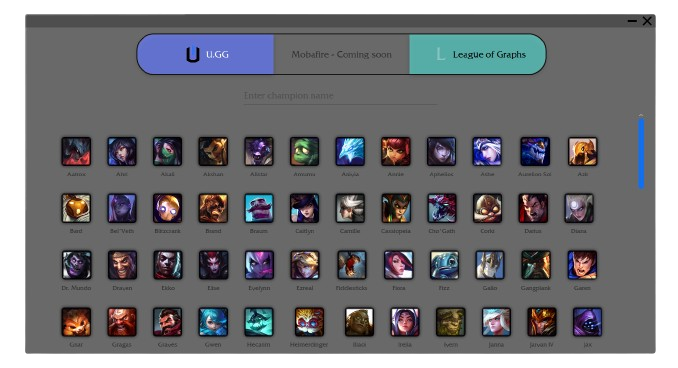 U U.GG
Mobafire - Coming soon
L League of Graphs
Enter champion name
Aatrox Ahri Akali Akshan Alistar Amumu Anivia Annie Aphelios Ashe Aurelion Sol Azir
Bard Bel'Veth Blitzcrank Brand Braum Caitlyn Camille Cassiopeia Cho'Gath Corki Darius Diana
Dr. Mundo Draven Ekko Elise Evelynn Ezreal Fiddlesticks Fiora Fizz Galio Gangplank Garen
Gnar Gragas Graves Gwen Hecarim Heimerdinger Illaoi Irelia Ivern Janna Jarvan IV Jax